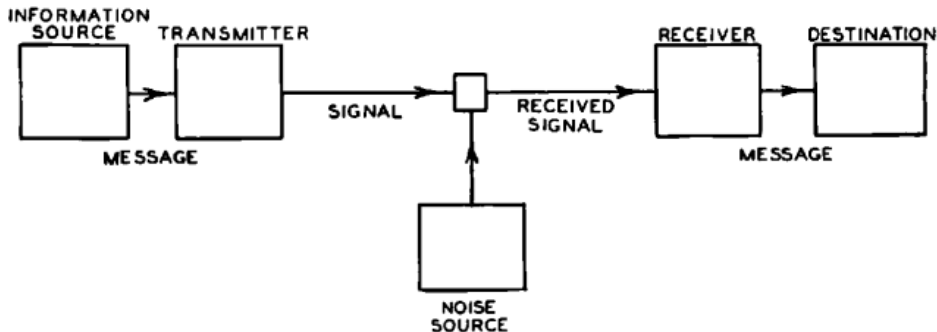 INFORMATION
SOURCE
TRANSMITTER
RECEIVER
DESTINATION
SIGNAL
RECEIVED
SIGNAL
MESSAGE
MESSAGE
NOISE
SOURCE